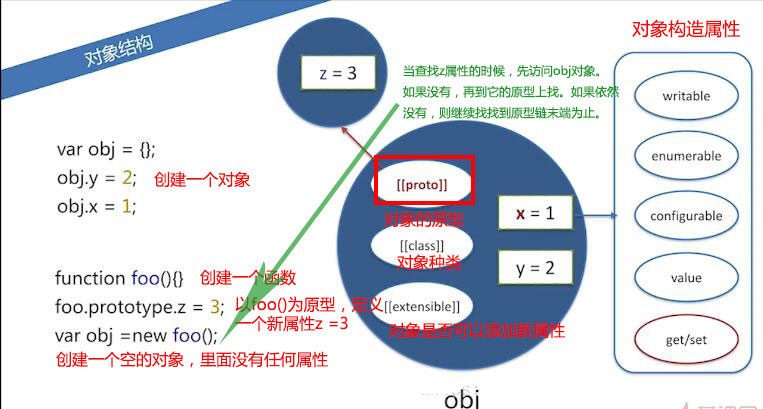 对象结构
z = 3
当查找z属性的时候，先访问obj对象。
如果没有，再到它的原型上找。如果依然
没有，则继续找找到原型链末端为止。
对象构造属性
writable
enumerable
configurable
value
get/set
var obj = {};
obj.y = 2; 创建一个对象
obj.x = 1;
[[proto]]
对象的原型
[[class]]
对象种类
[[extensible]]
对象是否可以添加新属性
x = 1
y = 2
function foo(){} 创建一个函数
foo.prototype.z = 3; 以foo()为原型，定义
一个新属性z =3
var obj =new foo();
创建一个空的对象，里面没有任何属性
obj